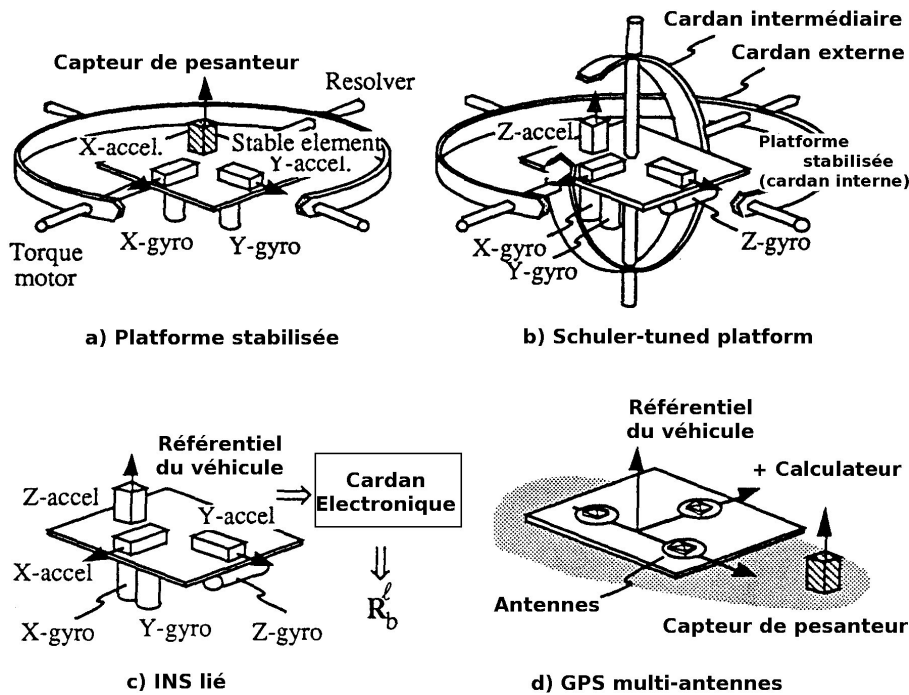 Capteur de pesanteur
Resolver
X-accel.
Stable element
Y-accel.
X-gyro
Y-gyro
Torque
motor
a) Platforme stabilisée
Cardan intermédiaire
Cardan externe
Z-accel.
Platforme
stabilisée
(cardan interne)
X-gyro
Y-gyro
Z-gyro
b) Schuler-tuned platform
Référentiel
du véhicule
Z-accel
Y-accel
X-accel
X-gyro
Y-gyro
Z-gyro
Cardan
Electronique
R_b^ℓ
c) INS lié
Référentiel
du véhicule
+ Calculateur
Antennes
Capteur de pesanteur
d) GPS multi-antennes